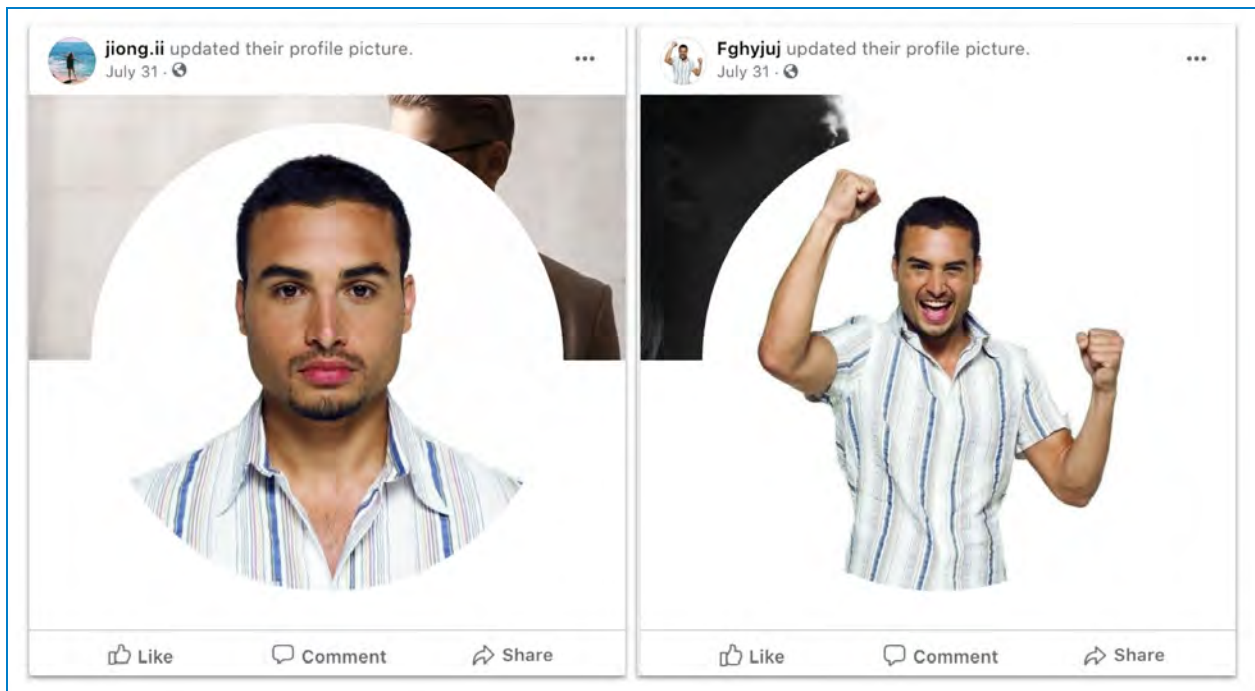 jiong.ii updated their profile picture.
July 31 ·
Like Comment Share
Fghyjuj updated their profile picture.
July 31 ·
Like Comment Share